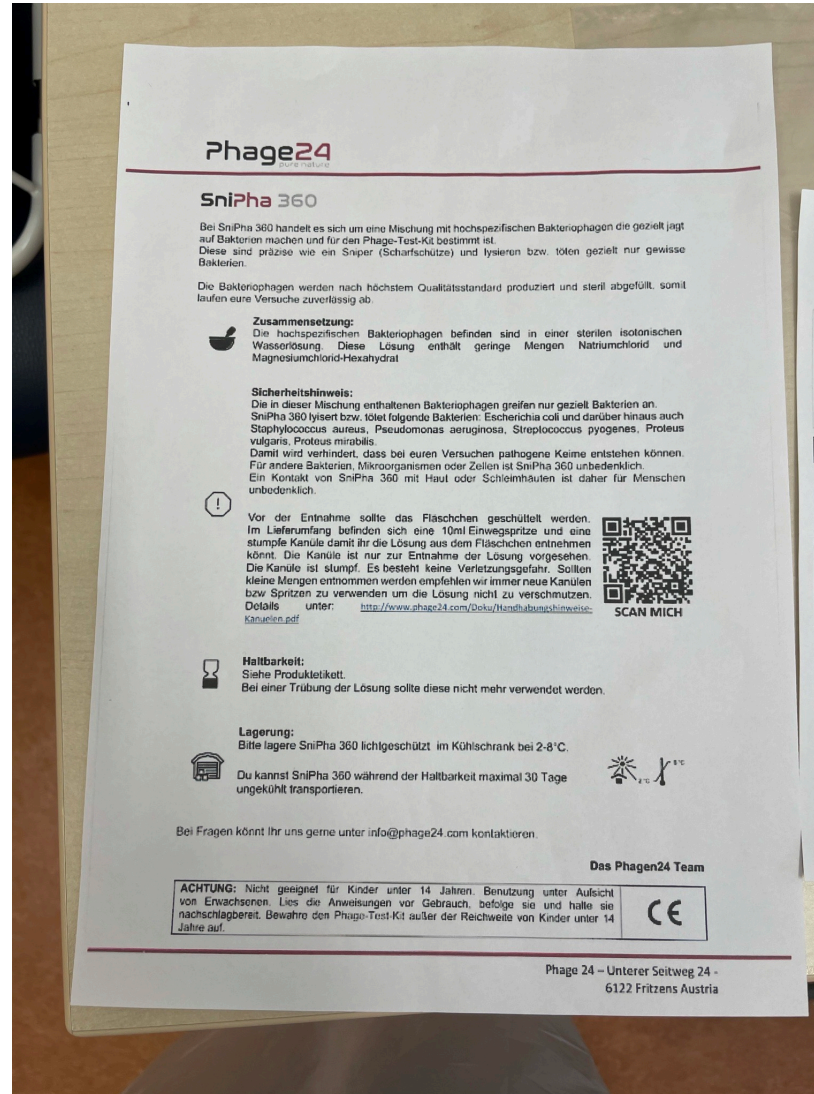 Phage24
pure nature
SniPha 360
Bei SniPha 360 handelt es sich um eine Mischung mit hochspezifischen Bakteriophagen die gezielt jagt
auf Bakterien machen und für den Phage-Test-Kit bestimmt ist.
Diese sind präzise wie ein Sniper (Scharfschütze) und lysieren bzw. töten gezielt nur gewisse
Bakterien.
Die Bakteriophagen werden nach höchstem Qualitätsstandard produziert und steril abgefüllt, somit
laufen eure Versuche zuverlässig ab.
Zusammensetzung:
Die hochspezifischen Bakteriophagen befinden sind in einer sterilen isotonischen
Wasserlösung. Diese Lösung enthält geringe Mengen Natriumchlorid und
Magnesiumchlorid-Hexahydrat
Sicherheitshinweis:
Die in dieser Mischung enthaltenen Bakteriophagen greifen nur gezielt Bakterien an.
SniPha 360 lyisert bzw. tötet folgende Bakterien: Escherichia coli und darüber hinaus auch
Staphylococcus aureus, Pseudomonas aeruginosa, Streptococcus pyogenes, Proteus
vulgaris, Proteus mirabilis.
Damit wird verhindert, dass bei euren Versuchen pathogene Keime entstehen können.
Für andere Bakterien, Mikroorganismen oder Zellen ist SniPha 360 unbedenklich.
Ein Kontakt von SniPha 360 mit Haut oder Schleimhäuten ist daher für Menschen
unbedenklich.
Vor der Entnahme sollte das Fläschchen geschüttelt werden.
Im Lieferumfang befinden sich eine 10ml Einwegspritze und eine
stumpfe Kanüle damit ihr die Lösung aus dem Fläschchen entnehmen
könnt. Die Kanüle ist nur zur Entnahme der Lösung vorgesehen.
Die Kanüle ist stumpf. Es besteht keine Verletzungsgefahr. Sollten
kleine Mengen entnommen werden empfehlen wir immer neue Kanülen
bzw Spritzen zu verwenden um die Lösung nicht zu verschmutzen.
Details unter: http://www.phage24.com/Doku/Handhabungshinweise-
Kanuelen.pdf
SCAN MICH
Haltbarkeit:
Siehe Produktetikett.
Bei einer Trübung der Lösung sollte diese nicht mehr verwendet werden.
Lagerung:
Bitte lagere SniPha 360 lichtgeschützt im Kühlschrank bei 2-8°C.
2°C 8°C
Du kannst SniPha 360 während der Haltbarkeit maximal 30 Tage
ungekühlt transportieren.
Bei Fragen könnt Ihr uns gerne unter info@phage24.com kontaktieren.
Das Phagen24 Team
ACHTUNG: Nicht geeignet für Kinder unter 14 Jahren. Benutzung unter Aufsicht
von Erwachsenen. Lies die Anweisungen vor Gebrauch, befolge sie und halte sie
nachschlagbereit. Bewahre den Phage-Test-Kit außer der Reichweite von Kinder unter 14
Jahre auf.
CE
Phage 24 – Unterer Seitweg 24 -
6122 Fritzens Austria